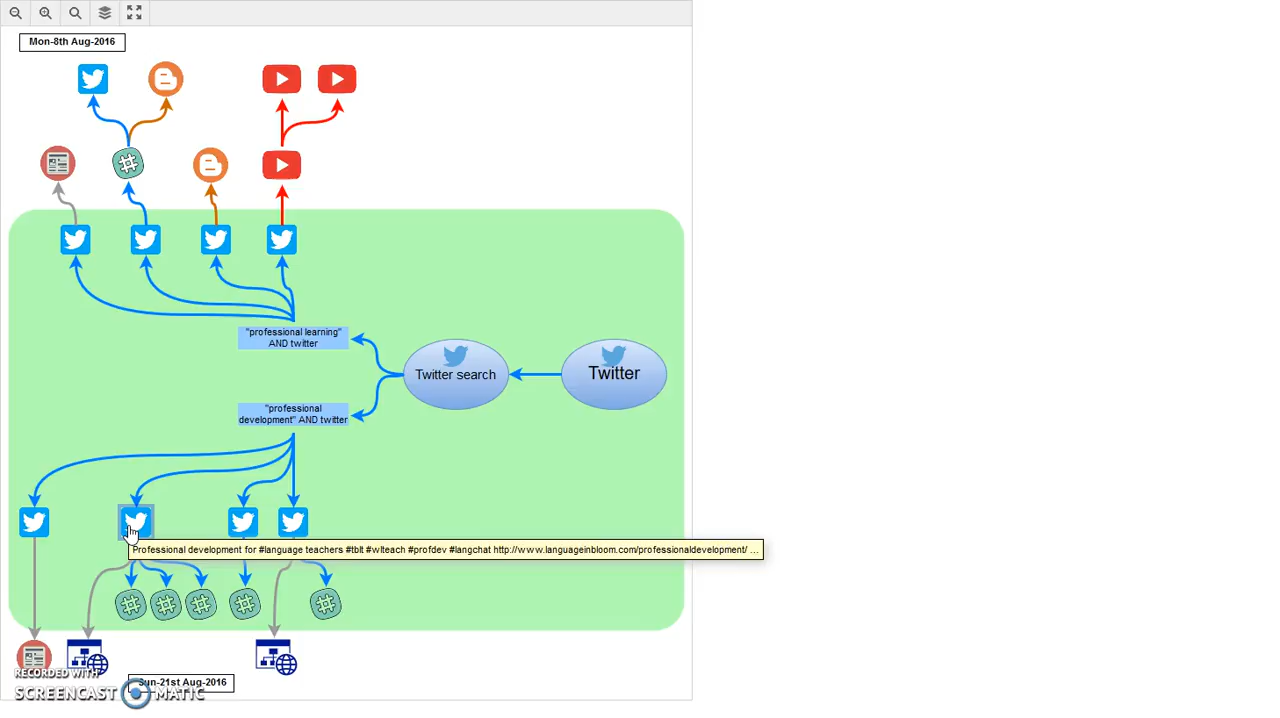 Mon-8th Aug-2016
"professional learning"
AND twitter
Twitter search
Twitter
"professional
development" AND twitter
Professional development for #language teachers #tblt #wlteach #profdev #langchat http://www.languageinbloom.com/professionaldevelopment/ ...
RECORDED WITH
SCREENCAST MATIC
Sun-21st Aug-2016